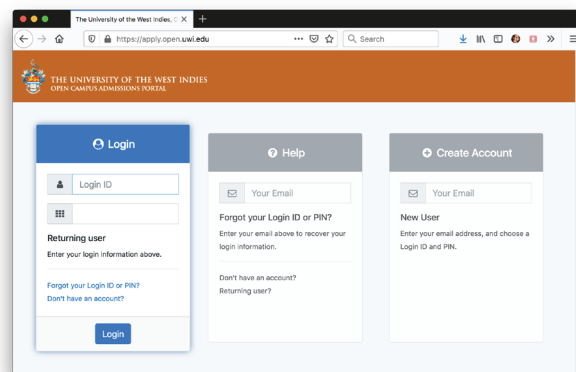 The University of the West Indies, C
https://apply.open.uwi.edu
Search
THE UNIVERSITY OF THE WEST INDIES
OPEN CAMPUS ADMISSIONS PORTAL
Login
Login ID
Returning user
Enter your login information above.
Forgot your Login ID or PIN?
Don't have an account?
Login
Help
Your Email
Forgot your Login ID or PIN?
Enter your email above to recover your
login information.
Don't have an account?
Returning user?
Create Account
Your Email
New User
Enter your email address, and choose a
Login ID and PIN.